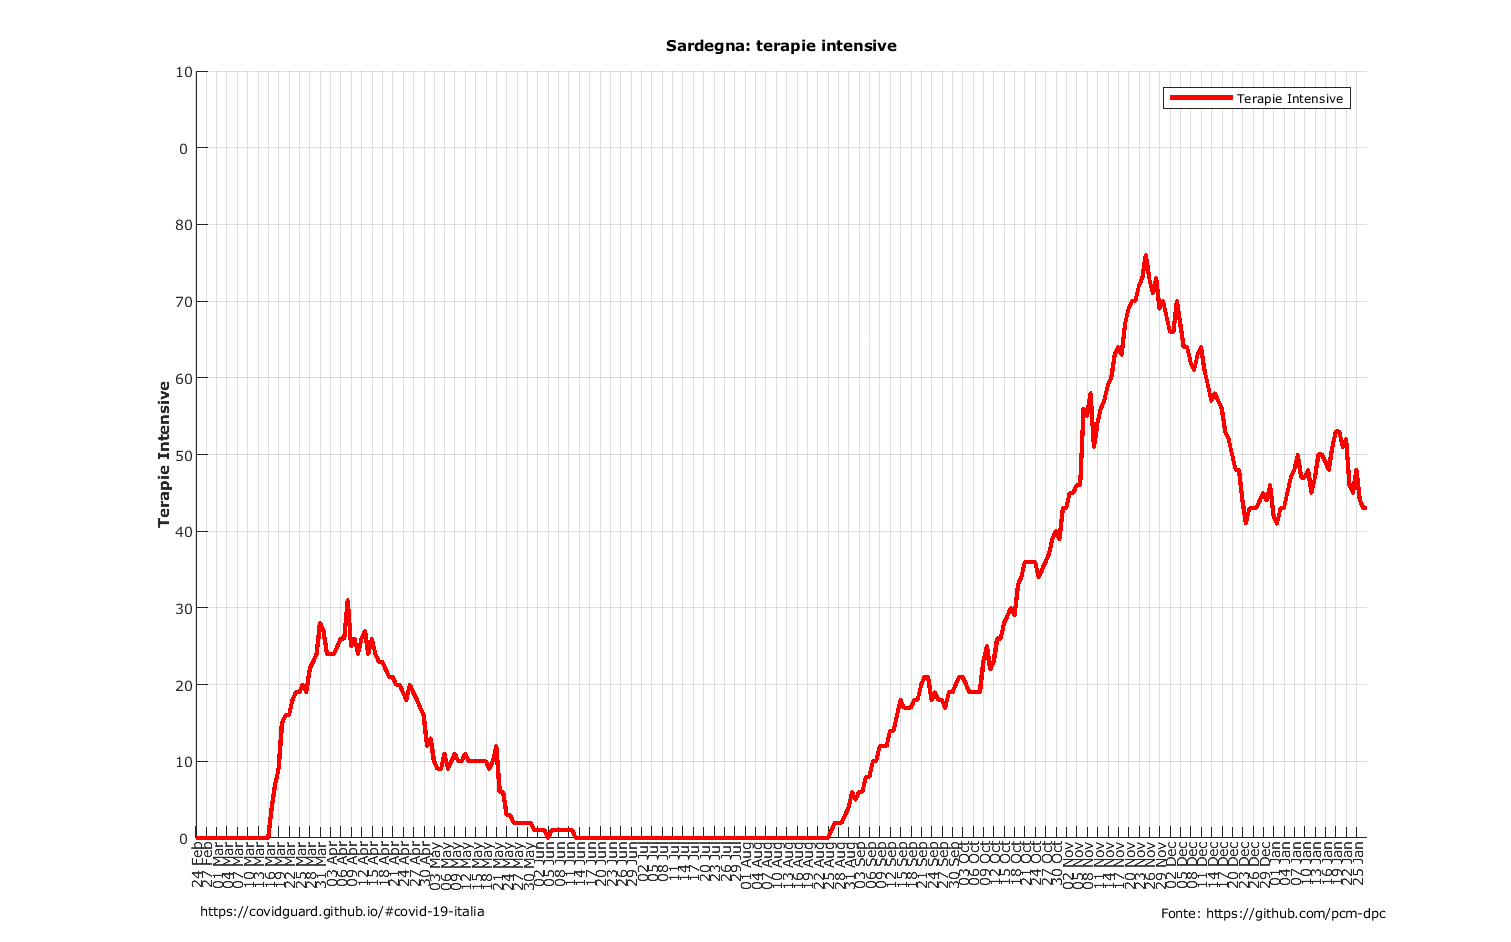 Sardegna: terapie intensive
Terapie Intensive
10
0
80
70
60
50
40
30
20
10
0
Terapie Intensive
24 Feb
27 Feb
01 Mar
04 Mar
07 Mar
10 Mar
13 Mar
16 Mar
19 Mar
22 Mar
25 Mar
28 Mar
31 Mar
03 Apr
06 Apr
09 Apr
12 Apr
15 Apr
18 Apr
21 Apr
24 Apr
27 Apr
30 Apr
03 May
06 May
09 May
12 May
15 May
18 May
21 May
24 May
27 May
30 May
02 Jun
05 Jun
08 Jun
11 Jun
14 Jun
17 Jun
20 Jun
23 Jun
26 Jun
29 Jun
02 Jul
05 Jul
08 Jul
11 Jul
14 Jul
17 Jul
20 Jul
23 Jul
26 Jul
29 Jul
01 Aug
04 Aug
07 Aug
10 Aug
13 Aug
16 Aug
19 Aug
22 Aug
25 Aug
28 Aug
31 Aug
03 Sep
06 Sep
09 Sep
12 Sep
15 Sep
18 Sep
21 Sep
24 Sep
27 Sep
30 Sep
03 Oct
06 Oct
09 Oct
12 Oct
15 Oct
18 Oct
21 Oct
24 Oct
27 Oct
30 Oct
02 Nov
05 Nov
08 Nov
11 Nov
14 Nov
17 Nov
20 Nov
23 Nov
26 Nov
29 Nov
02 Dec
05 Dec
08 Dec
11 Dec
14 Dec
17 Dec
20 Dec
23 Dec
26 Dec
29 Dec
01 Jan
04 Jan
07 Jan
10 Jan
13 Jan
16 Jan
19 Jan
22 Jan
25 Jan
https://covidguard.github.io/#covid-19-italia
Fonte: https://github.com/pcm-dpc